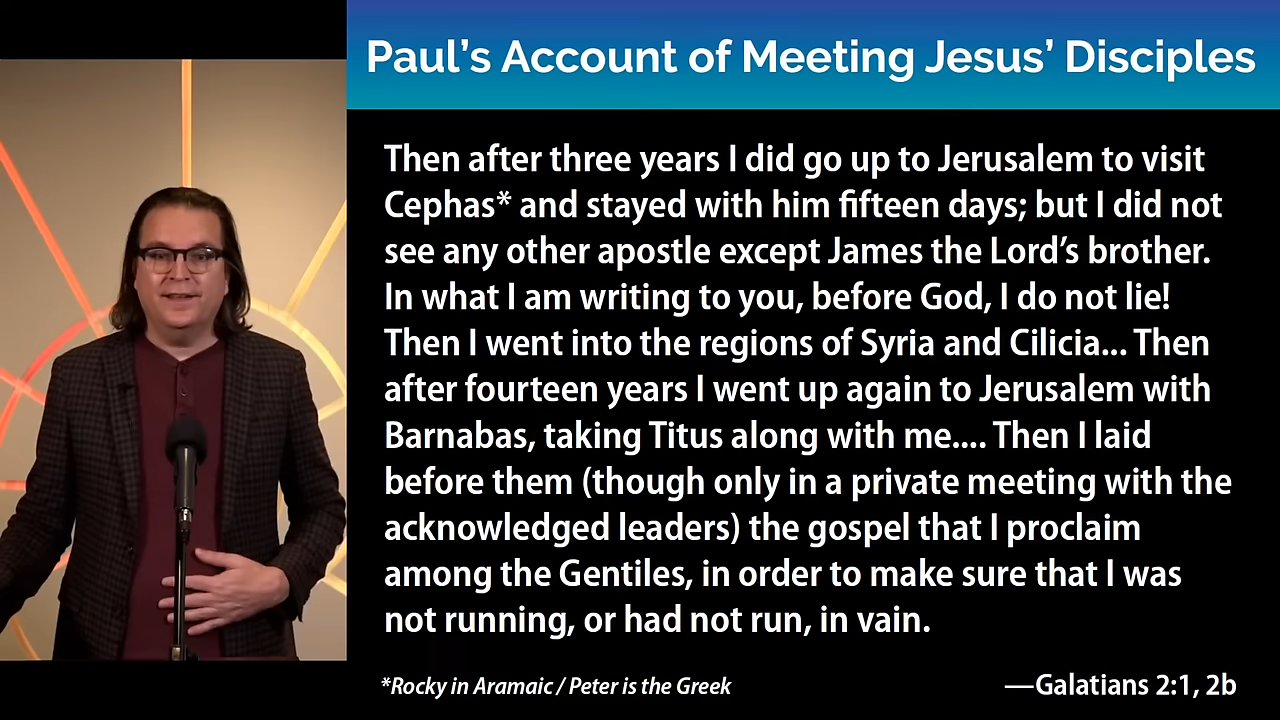 Paul’s Account of Meeting Jesus’ Disciples
Then after three years I did go up to Jerusalem to visit
Cephas* and stayed with him fifteen days; but I did not
see any other apostle except James the Lord’s brother.
In what I am writing to you, before God, I do not lie!
Then I went into the regions of Syria and Cilicia... Then
after fourteen years I went up again to Jerusalem with
Barnabas, taking Titus along with me.... Then I laid
before them (though only in a private meeting with the
acknowledged leaders) the gospel that I proclaim
among the Gentiles, in order to make sure that I was
not running, or had not run, in vain.
*Rocky in Aramaic / Peter is the Greek
—Galatians 2:1, 2b